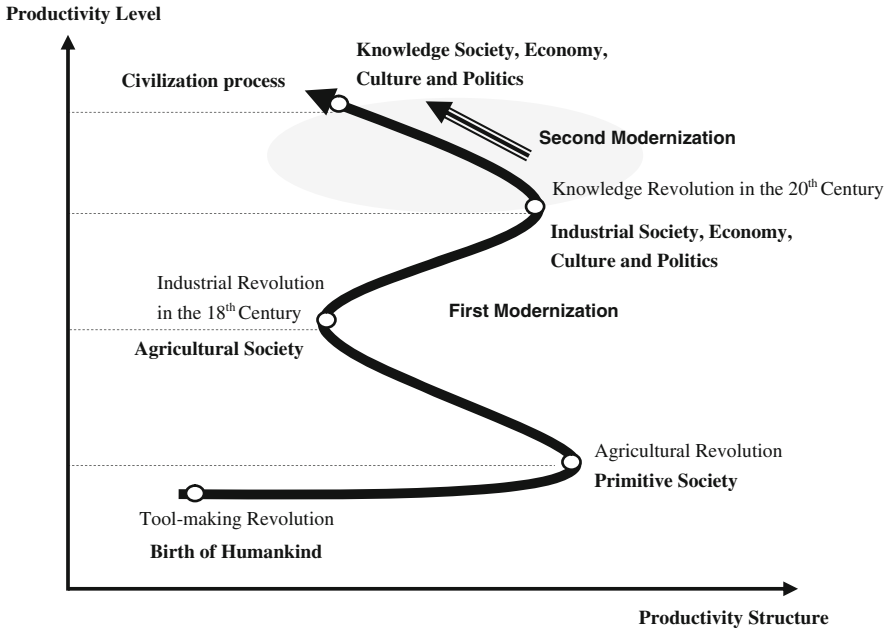 Productivity Level
Knowledge Society, Economy,
Culture and Politics
Civilization process
Second Modernization
Knowledge Revolution in the 20th Century
Industrial Society, Economy,
Culture and Politics
Industrial Revolution
in the 18th Century
First Modernization
Agricultural Society
Agricultural Revolution
Primitive Society
Tool-making Revolution
Birth of Humankind
Productivity Structure